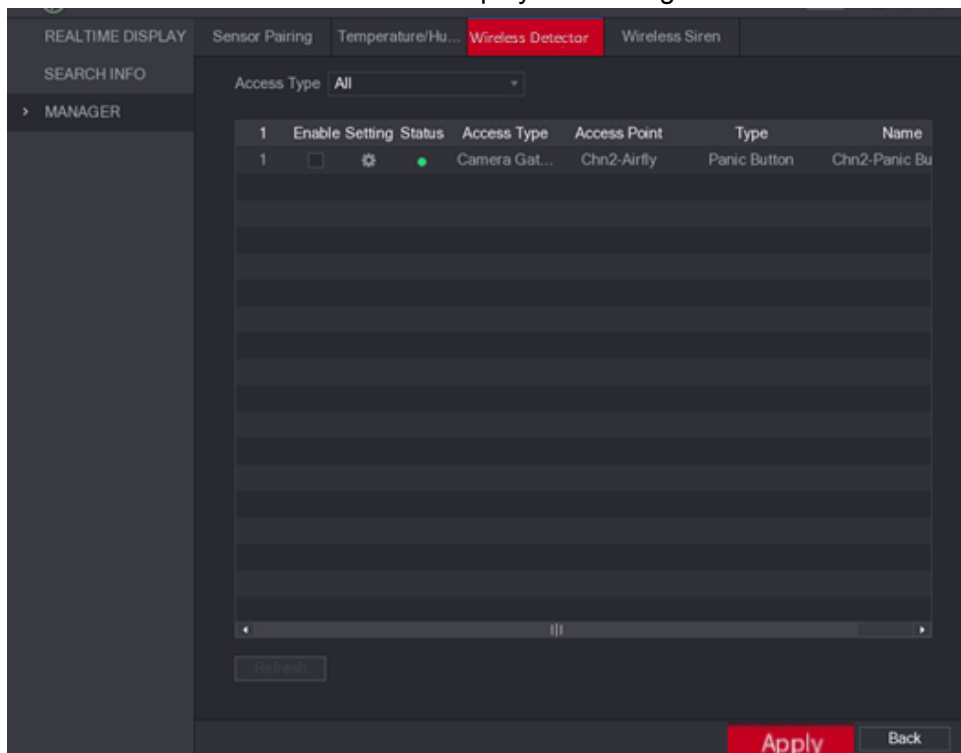 REALTIME DISPLAY
SEARCH INFO
MANAGER
Sensor Pairing Temperature/Hu... Wireless Detector Wireless Siren
Access Type All
1 Enable Setting Status Access Type Access Point Type Name
1 Camera Gat... Chn2-Airfly Panic Button Chn2-Panic Bu
Refresh
Apply Back